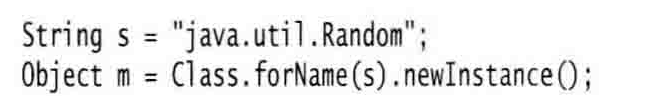 String s = "java.util.Random";
Object m = Class.forName(s).newInstance();